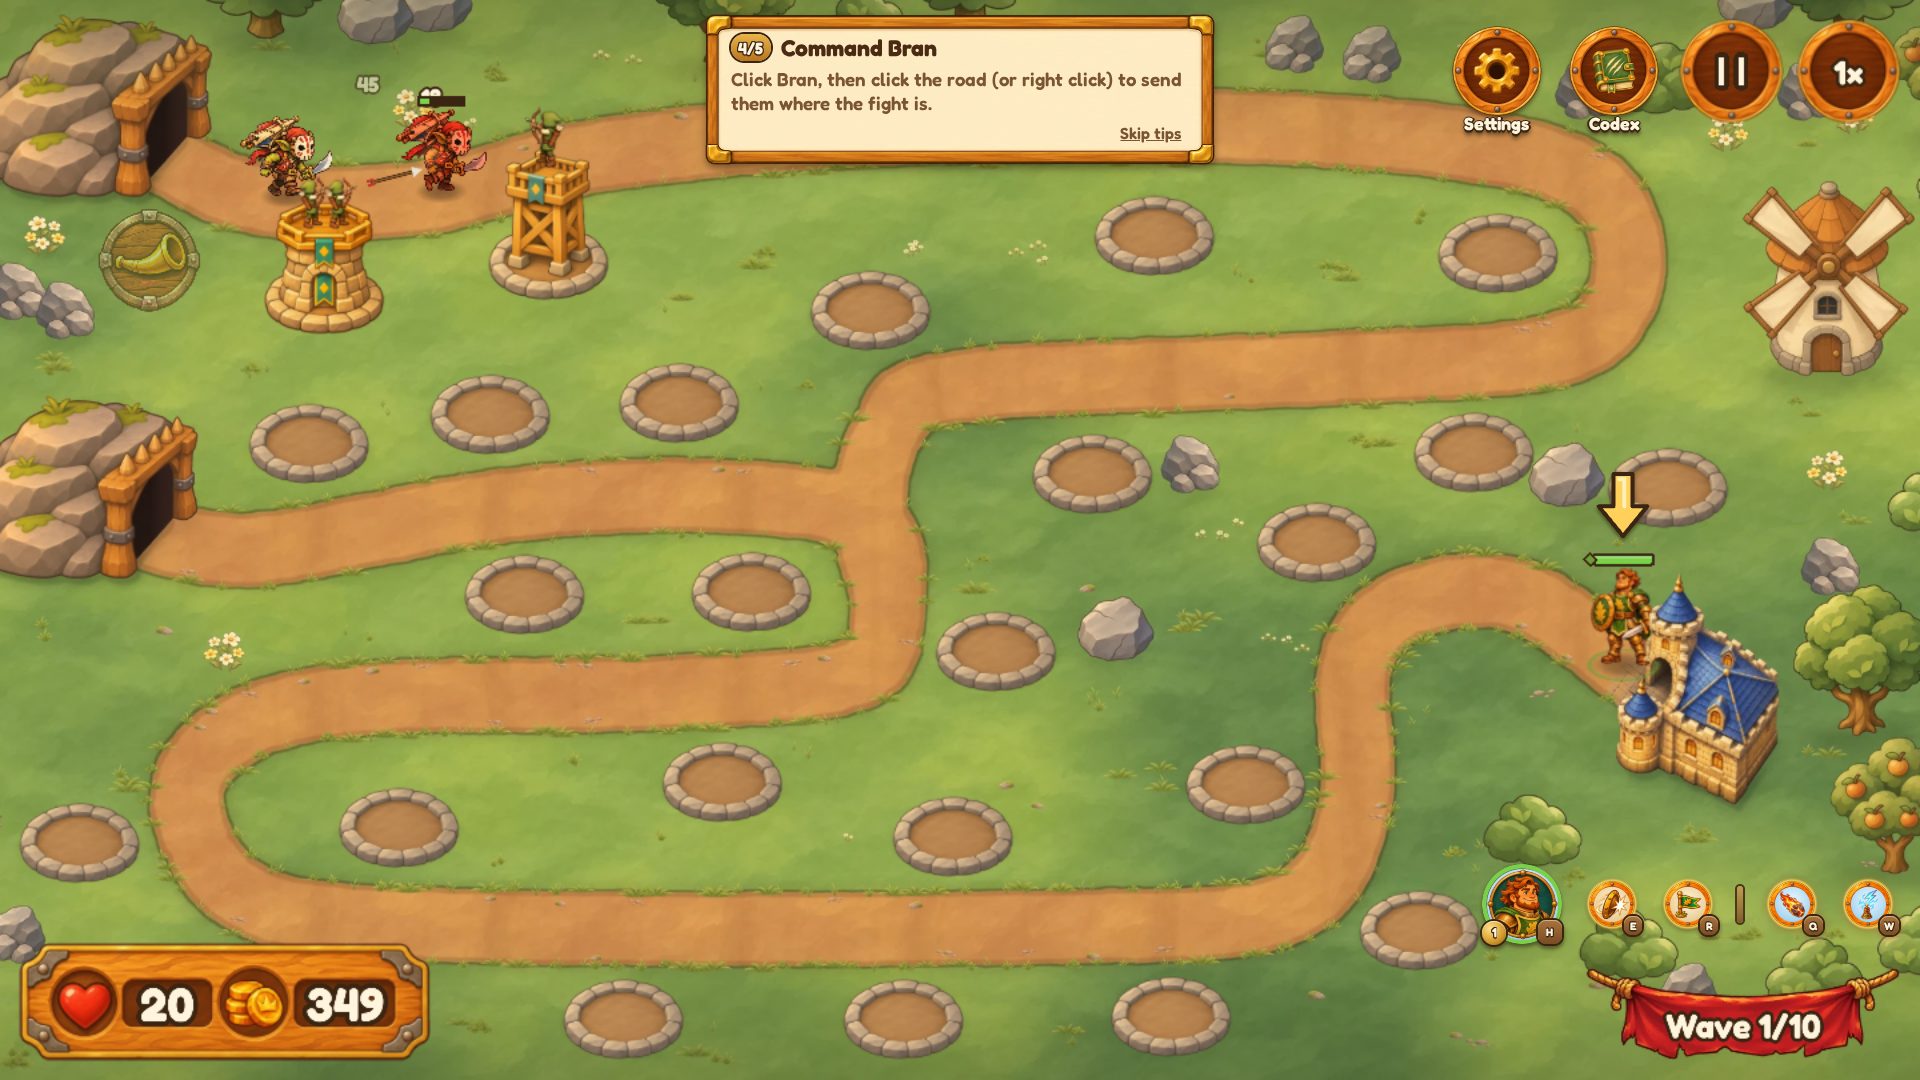 4/5 Command Bran
Click Bran, then click the road (or right click) to send
them where the fight is.
Skip tips
Settings
Codex
1x
45
1
H
E
R
Q
W
20
349
Wave 1/10